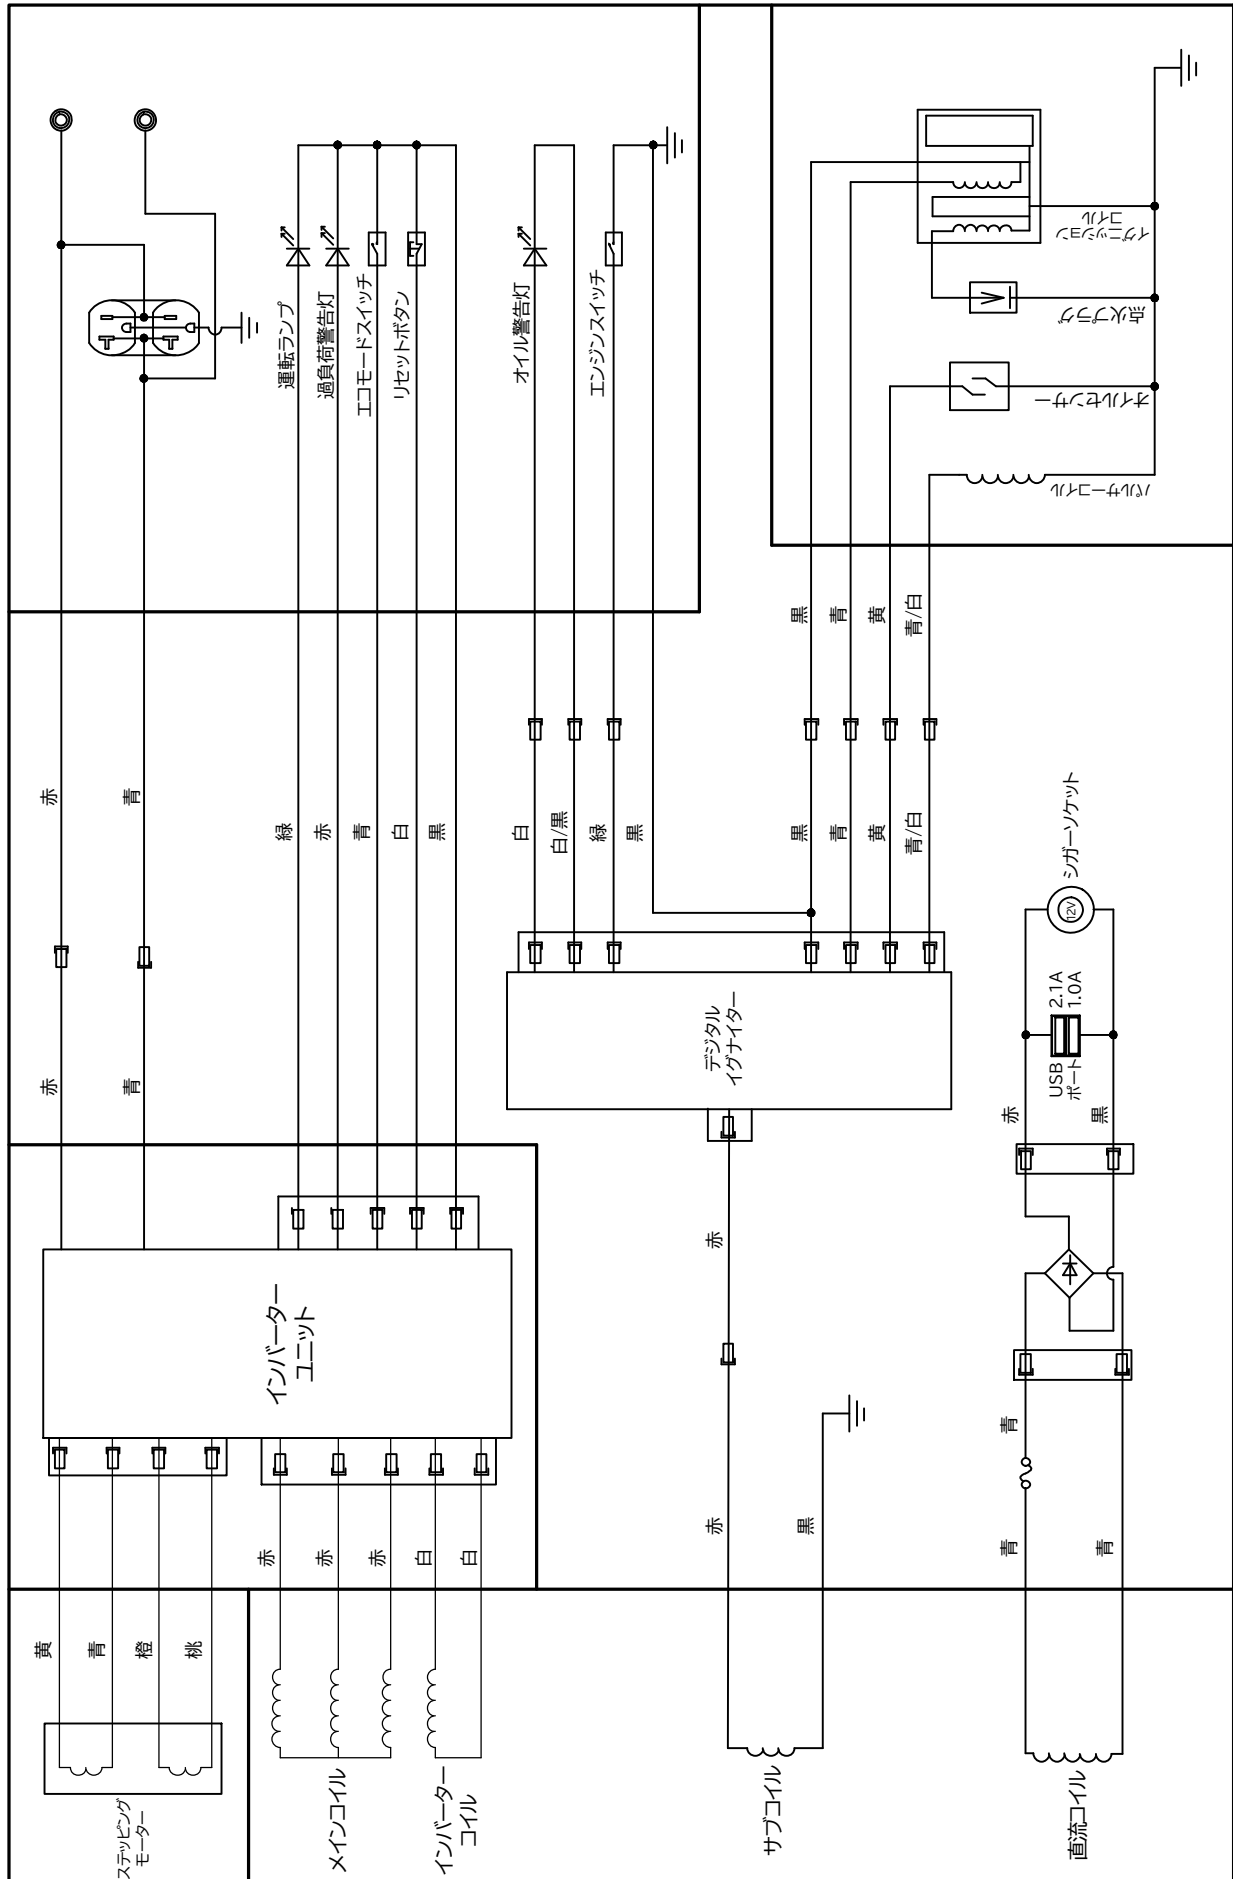 運転ランプ
過負荷警告灯
エコモードスイッチ
リセットボタン
オイル警告灯
エンジンスイッチ
イグニッション
コイル
点火プラグ
オイルセンサー
パルサーコイル
黒
青
黄
青/白
赤
青
緑
赤
青
白
黒
白
白/黒
緑
黒
黒
青
黄
青/白
シガーソケット
12V
2.1A
1.0A
USB
ポート
赤
黒
デジタル
イグナイター
赤
青
赤
インバーター
ユニット
青
赤
赤
赤
白
白
赤
黒
青
青
黄
青
橙
桃
ステッピング
モーター
メインコイル
インバーター
コイル
サブコイル
直流コイル